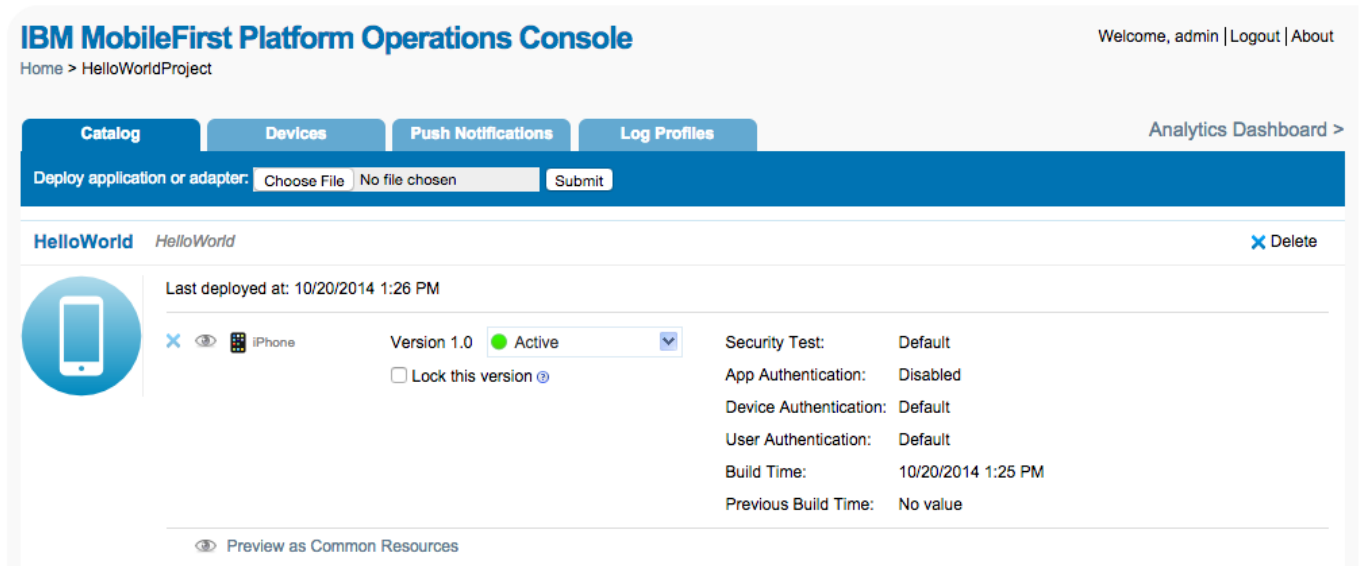 IBM MobileFirst Platform Operations Console
Welcome, admin | Logout | About
Home > HelloWorldProject
Catalog
Devices
Push Notifications
Log Profiles
Analytics Dashboard >
Deploy application or adapter: Choose File No file chosen Submit
HelloWorld HelloWorld
Delete
Last deployed at: 10/20/2014 1:26 PM
iPhone Version 1.0 Active
Lock this version ?
Security Test: Default
App Authentication: Disabled
Device Authentication: Default
User Authentication: Default
Build Time: 10/20/2014 1:25 PM
Previous Build Time: No value
Preview as Common Resources